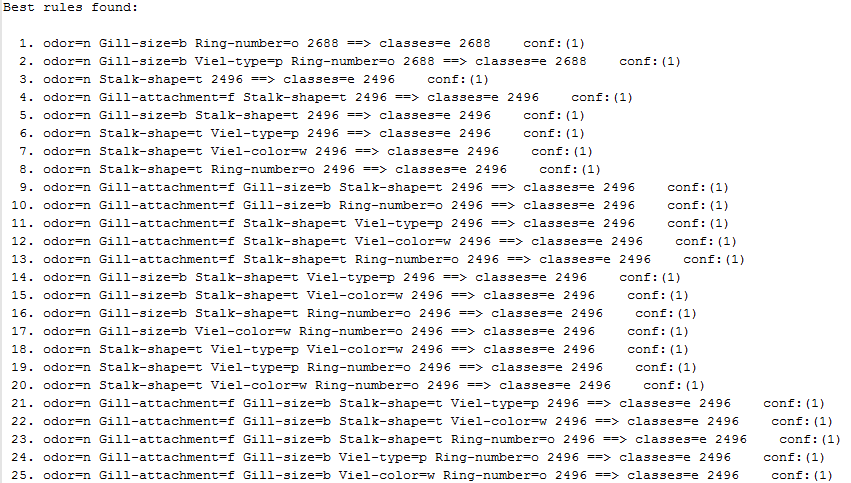 Best rules found:
1. odor=n Gill-size=b Ring-number=o 2688 ==> classes=e 2688 conf:(1)
2. odor=n Gill-size=b Viel-type=p Ring-number=o 2688 ==> classes=e 2688 conf:(1)
3. odor=n Stalk-shape=t 2496 ==> classes=e 2496 conf:(1)
4. odor=n Gill-attachment=f Stalk-shape=t 2496 ==> classes=e 2496 conf:(1)
5. odor=n Gill-size=b Stalk-shape=t 2496 ==> classes=e 2496 conf:(1)
6. odor=n Stalk-shape=t Viel-type=p 2496 ==> classes=e 2496 conf:(1)
7. odor=n Stalk-shape=t Viel-color=w 2496 ==> classes=e 2496 conf:(1)
8. odor=n Stalk-shape=t Ring-number=o 2496 ==> classes=e 2496 conf:(1)
9. odor=n Gill-attachment=f Gill-size=b Stalk-shape=t 2496 ==> classes=e 2496 conf:(1)
10. odor=n Gill-attachment=f Gill-size=b Ring-number=o 2496 ==> classes=e 2496 conf:(1)
11. odor=n Gill-attachment=f Stalk-shape=t Viel-type=p 2496 ==> classes=e 2496 conf:(1)
12. odor=n Gill-attachment=f Stalk-shape=t Viel-color=w 2496 ==> classes=e 2496 conf:(1)
13. odor=n Gill-attachment=f Stalk-shape=t Ring-number=o 2496 ==> classes=e 2496 conf:(1)
14. odor=n Gill-size=b Stalk-shape=t Viel-type=p 2496 ==> classes=e 2496 conf:(1)
15. odor=n Gill-size=b Stalk-shape=t Viel-color=w 2496 ==> classes=e 2496 conf:(1)
16. odor=n Gill-size=b Stalk-shape=t Ring-number=o 2496 ==> classes=e 2496 conf:(1)
17. odor=n Gill-size=b Viel-color=w Ring-number=o 2496 ==> classes=e 2496 conf:(1)
18. odor=n Stalk-shape=t Viel-type=p Viel-color=w 2496 ==> classes=e 2496 conf:(1)
19. odor=n Stalk-shape=t Viel-type=p Ring-number=o 2496 ==> classes=e 2496 conf:(1)
20. odor=n Stalk-shape=t Viel-color=w Ring-number=o 2496 ==> classes=e 2496 conf:(1)
21. odor=n Gill-attachment=f Gill-size=b Stalk-shape=t Viel-type=p 2496 ==> classes=e 2496 conf:(1)
22. odor=n Gill-attachment=f Gill-size=b Stalk-shape=t Viel-color=w 2496 ==> classes=e 2496 conf:(1)
23. odor=n Gill-attachment=f Gill-size=b Stalk-shape=t Ring-number=o 2496 ==> classes=e 2496 conf:(1)
24. odor=n Gill-attachment=f Gill-size=b Viel-type=p Ring-number=o 2496 ==> classes=e 2496 conf:(1)
25. odor=n Gill-attachment=f Gill-size=b Viel-color=w Ring-number=o 2496 ==> classes=e 2496 conf:(1)